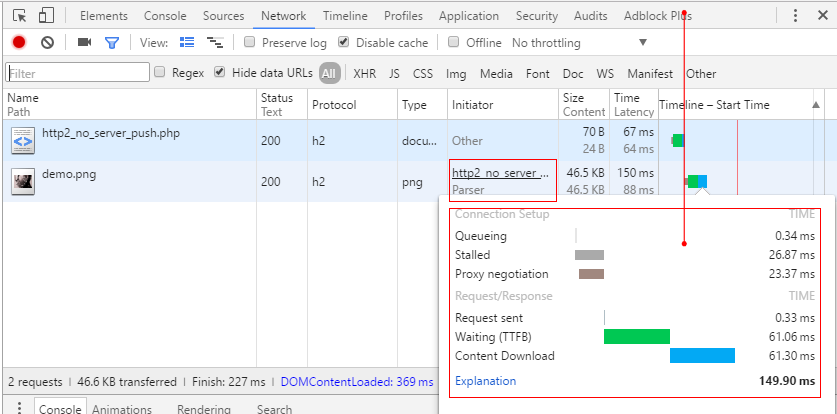 Elements Console Sources Network Timeline Profiles Application Security Audits Adblock Plus
View: Preserve log Disable cache Offline No throttling
Filter Regex Hide data URLs All XHR JS CSS Img Media Font Doc WS Manifest Other
Name Status Protocol Type Initiator Size Time Timeline – Start Time
Path Text Content Latency
http2_no_server_push.php 200 h2 docu... Other 70 B 67 ms
24 B 64 ms
demo.png 200 h2 png http2_no_server_... 46.5 KB 150 ms
Parser 46.5 KB 88 ms
Connection Setup TIME
Queueing 0.34 ms
Stalled 26.87 ms
Proxy negotiation 23.37 ms
Request/Response TIME
Request sent 0.33 ms
Waiting (TTFB) 61.06 ms
Content Download 61.30 ms
Explanation 149.90 ms
2 requests | 46.6 KB transferred | Finish: 227 ms | DOMContentLoaded: 369 ms
Console Animations Rendering Search